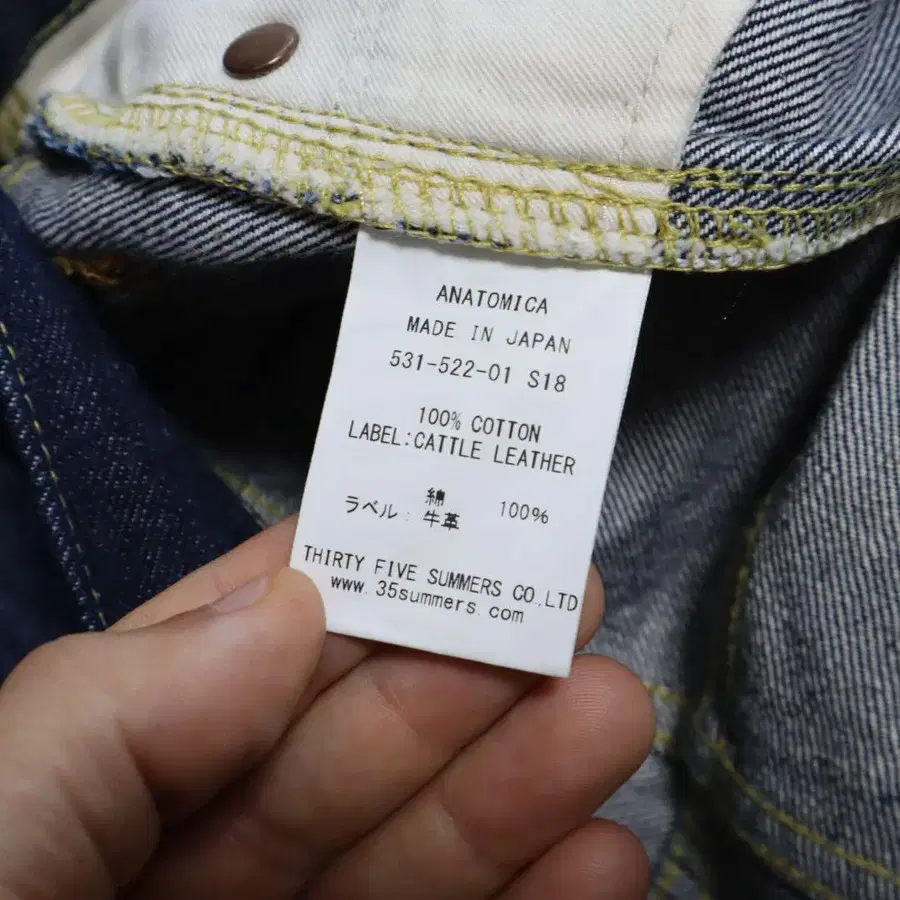 ANATOMICA
MADE IN JAPAN
531-522-01 S18
100% COTTON
LABEL:CATTLE LEATHER
綿 100%
ラベル: 牛革
THIRTY FIVE SUMMERS CO.,LTD
www.35summers.com